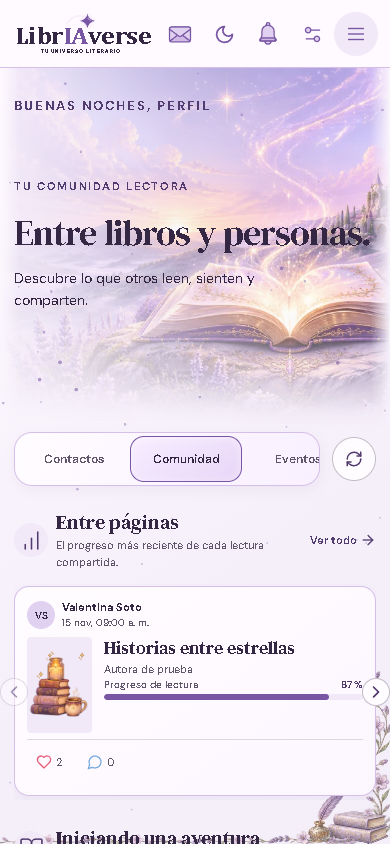 LibrIAverse
TU UNIVERSO LITERARIO
BUENAS NOCHES, PERFIL
TU COMUNIDAD LECTORA
Entre libros y personas.
Descubre lo que otros leen, sienten y
comparten.
Contactos
Comunidad
Eventos
Entre páginas
El progreso más reciente de cada lectura
compartida.
Ver todo
VS
Valentina Soto
15 nov, 09:00 a. m.
Historias entre estrellas
Autora de prueba
Progreso de lectura
87%
2
0
Iniciando una aventura